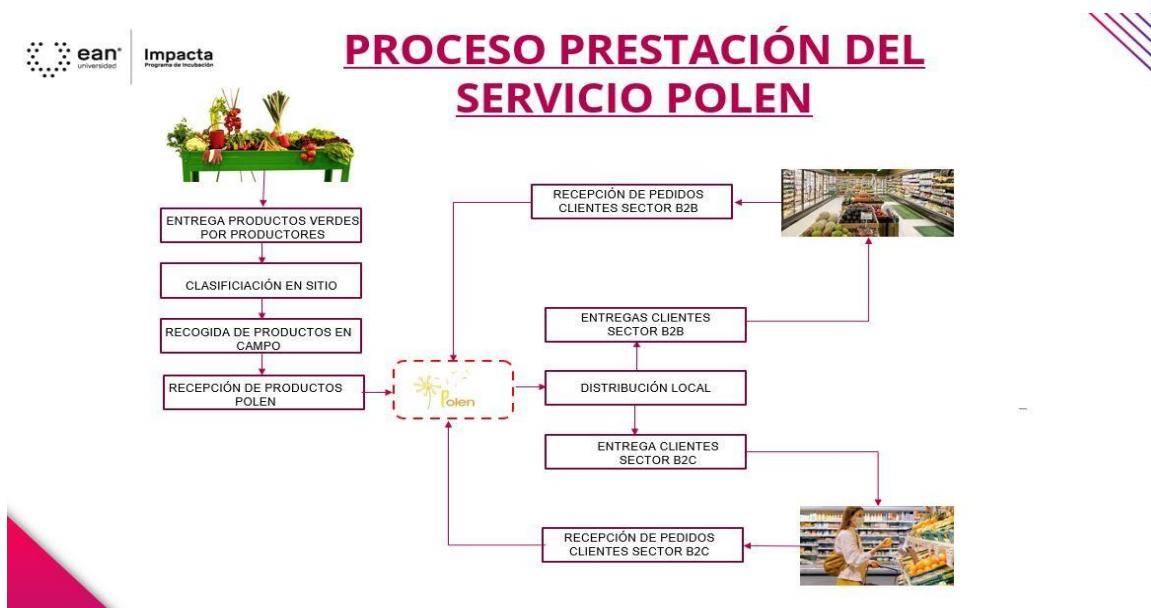 ean
universidad
Impacta
Programa de Incubación
PROCESO PRESTACIÓN DEL
SERVICIO POLEN
ENTREGA PRODUCTOS VERDES
POR PRODUCTORES
CLASIFICIACIÓN EN SITIO
RECOGIDA DE PRODUCTOS EN
CAMPO
RECEPCIÓN DE PRODUCTOS
POLEN
Polen
RECEPCIÓN DE PEDIDOS
CLIENTES SECTOR B2B
ENTREGAS CLIENTES
SECTOR B2B
DISTRIBUCIÓN LOCAL
ENTREGA CLIENTES
SECTOR B2C
RECEPCIÓN DE PEDIDOS
CLIENTES SECTOR B2C